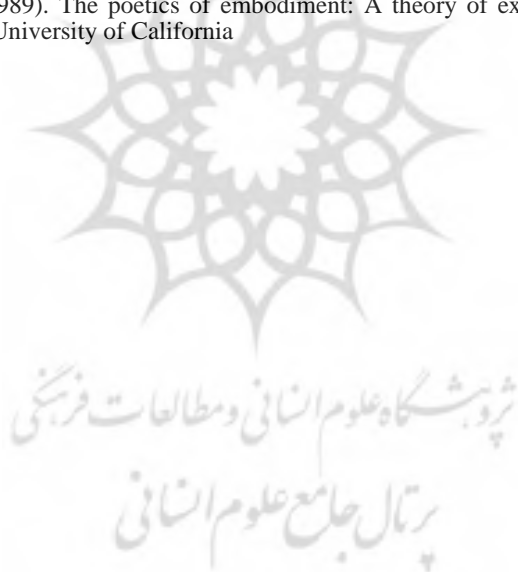 989). The poetics of embodiment: A theory of ex
University of California
پژوهشگاه علوم انسانی و مطالعات فرهنگی
پرتال جامع علوم انسانی